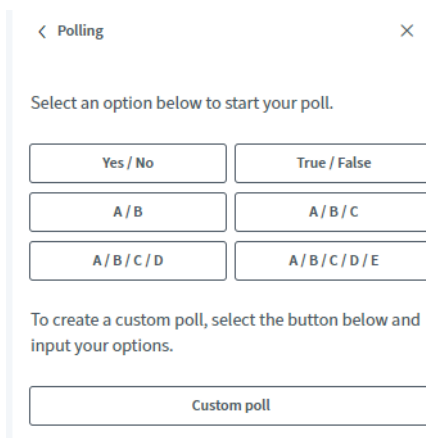 Polling
Select an option below to start your poll.
Yes / No
True / False
A / B
A / B / C
A / B / C / D
A / B / C / D / E
To create a custom poll, select the button below and
input your options.
Custom poll